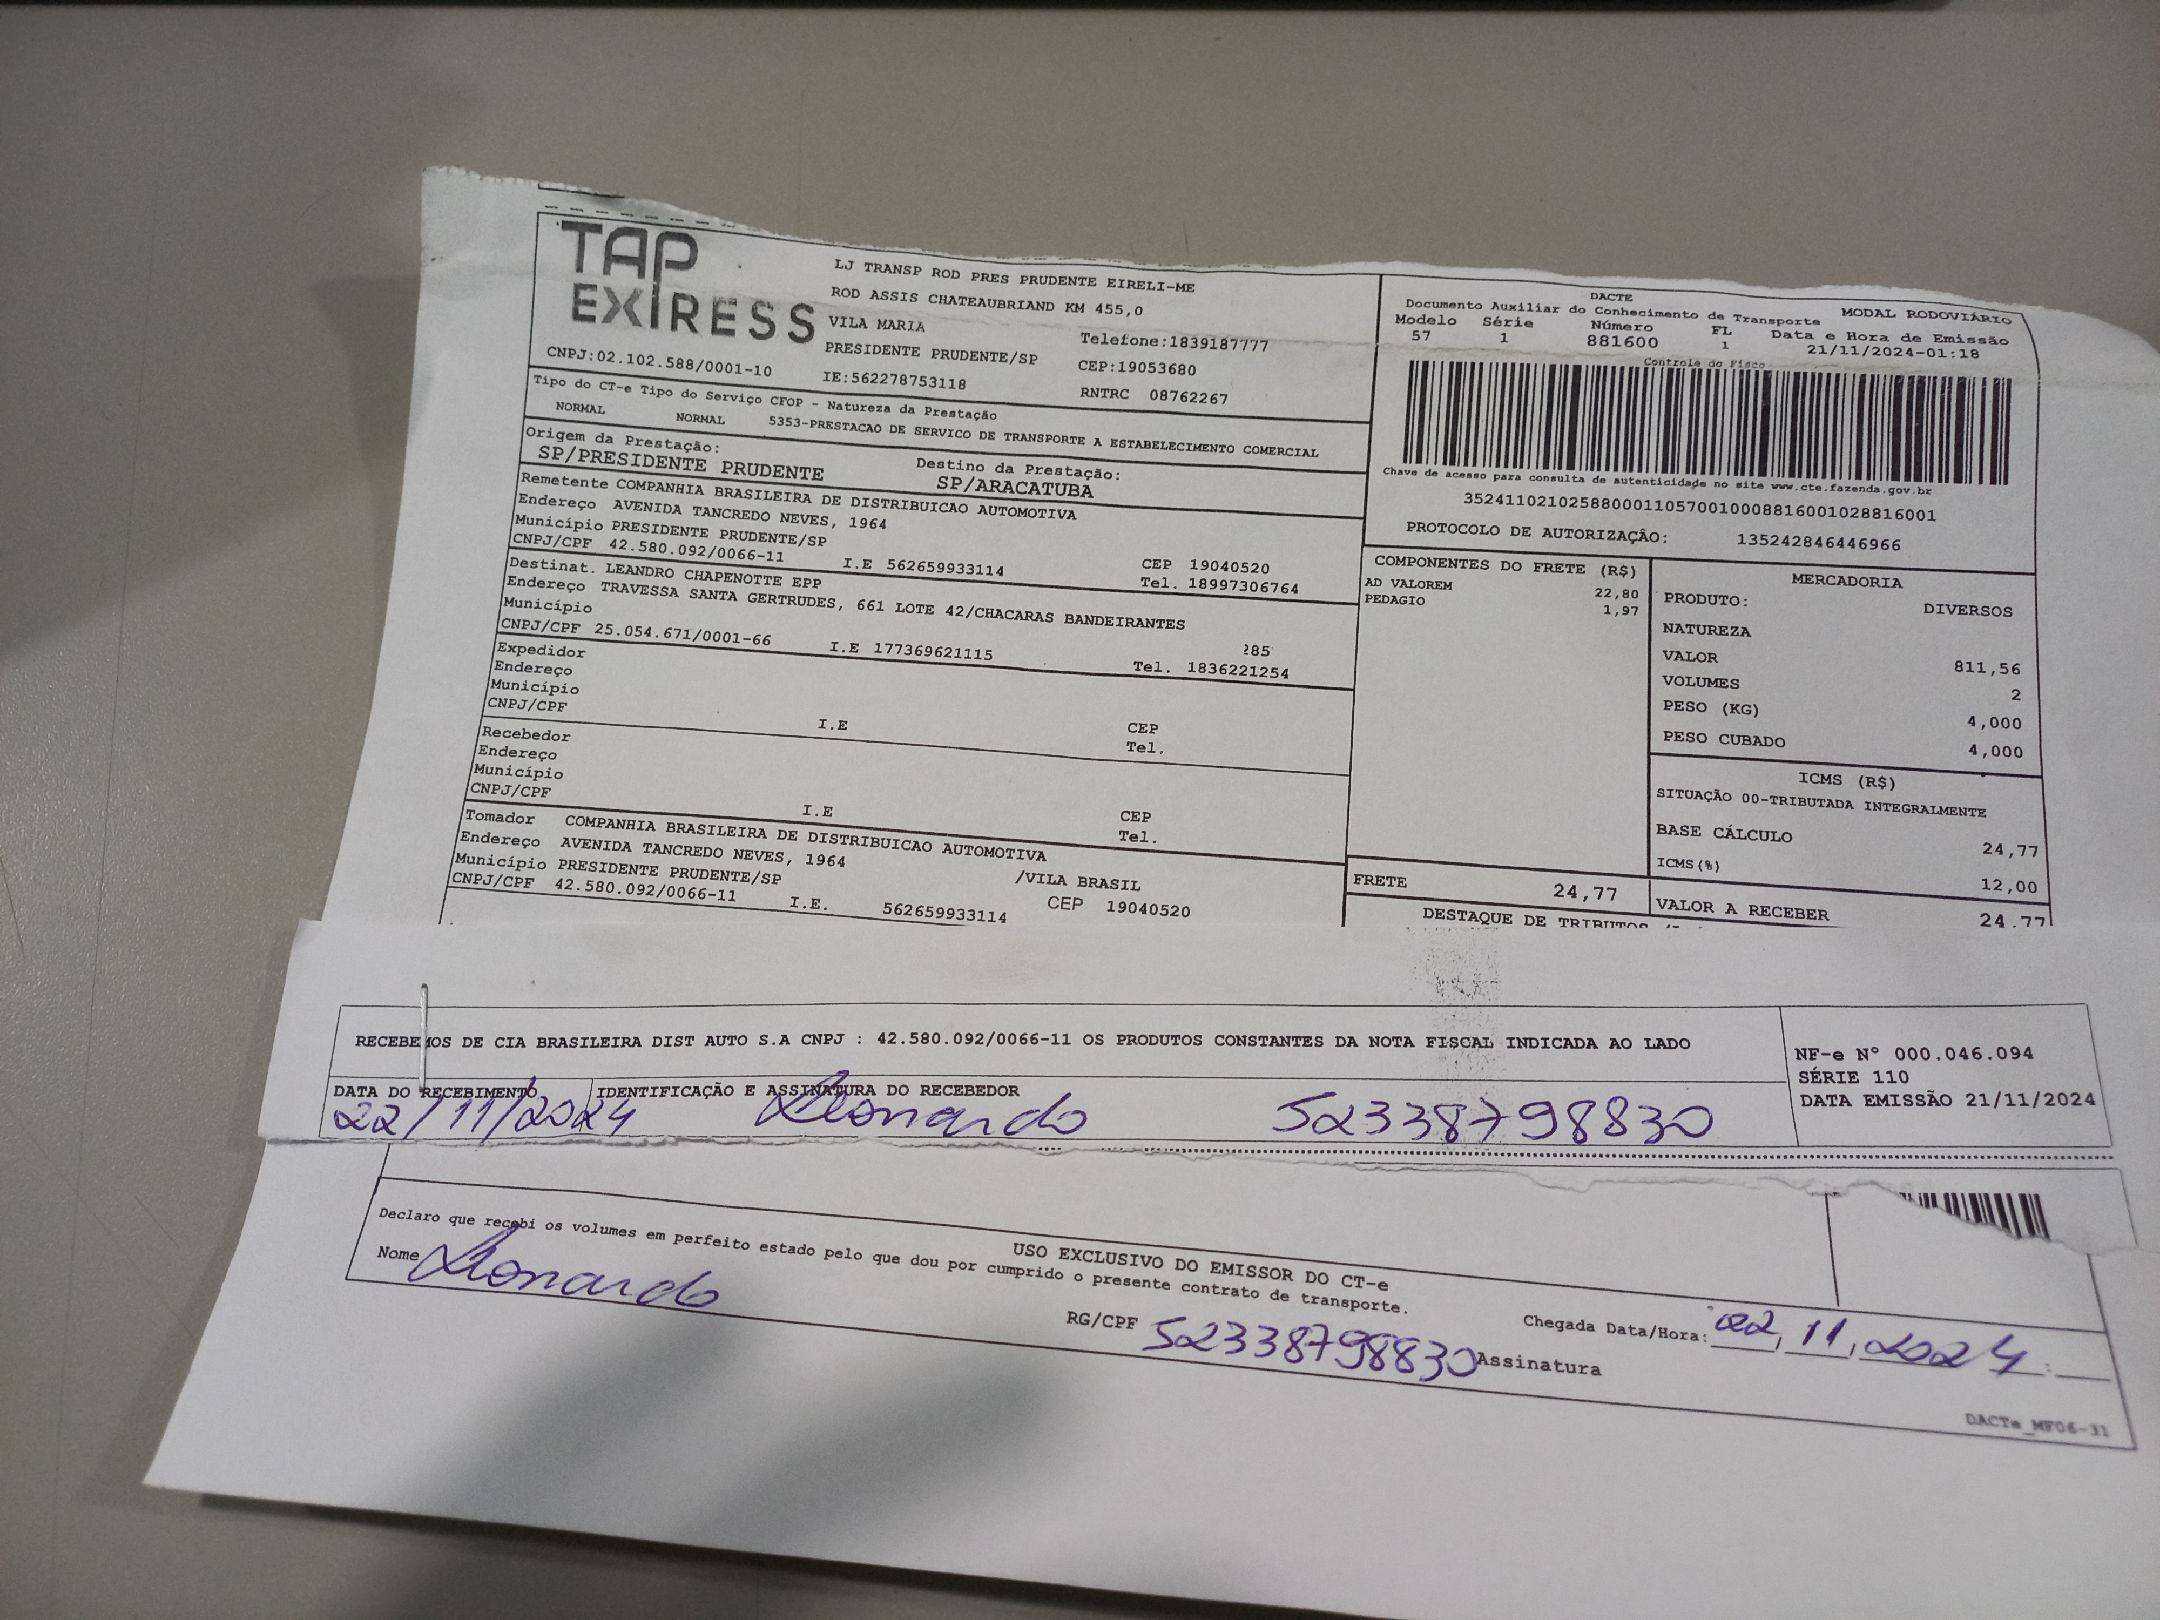 TAP
EXPRESS
LJ TRANSP ROD PRES PRUDENTE EIRELI-ME
ROD ASSIS CHATEAUBRIAND KM 455,0
VILA MARIA
Telefone:1839187777
PRESIDENTE PRUDENTE/SP
CEP:19053680
CNPJ:02.102.588/0001-10
IE:562278753118
RNTRC 08762267
Tipo do CT-e Tipo do Serviço CFOP - Natureza da Prestação
NORMAL NORMAL 5353-PRESTACAO DE SERVICO DE TRANSPORTE A ESTABELECIMENTO COMERCIAL
Origem da Prestação: Destino da Prestação:
SP/PRESIDENTE PRUDENTE SP/ARACATUBA
Remetente COMPANHIA BRASILEIRA DE DISTRIBUICAO AUTOMOTIVA
Endereço AVENIDA TANCREDO NEVES, 1964
Município PRESIDENTE PRUDENTE/SP CEP 19040520
CNPJ/CPF 42.580.092/0066-11 I.E 562659933114 Tel. 18997306764
Destinat. LEANDRO CHAPENOTTE EPP
Endereço TRAVESSA SANTA GERTRUDES, 661 LOTE 42/CHACARAS BANDEIRANTES
Município 285
CNPJ/CPF 25.054.671/0001-66 I.E 177369621115 Tel. 1836221254
Expedidor
Endereço
Município CEP
CNPJ/CPF I.E Tel.
Recebedor
Endereço
Município CEP
CNPJ/CPF I.E Tel.
Tomador COMPANHIA BRASILEIRA DE DISTRIBUICAO AUTOMOTIVA
Endereço AVENIDA TANCREDO NEVES, 1964 /VILA BRASIL
Município PRESIDENTE PRUDENTE/SP CEP 19040520
CNPJ/CPF 42.580.092/0066-11 I.E. 562659933114
DACTE MODAL RODOVIÁRIO
Documento Auxiliar do Conhecimento de Transporte
Modelo Série Número FL Data e Hora de Emissão
57 1 881600 1 21/11/2024-01:18
Controle do Fisco
Chave de acesso para consulta de autenticidade no site www.cte.fazenda.gov.br
35241102102588000110570010008816001028816001
PROTOCOLO DE AUTORIZAÇÃO: 135242846446966
COMPONENTES DO FRETE (R$)
AD VALOREM 22,80
PEDAGIO 1,97
MERCADORIA
PRODUTO: DIVERSOS
NATUREZA
VALOR 811,56
VOLUMES 2
PESO (KG) 4,000
PESO CUBADO 4,000
ICMS (R$)
SITUAÇÃO 00-TRIBUTADA INTEGRALMENTE
BASE CÁLCULO 24,77
ICMS(%) 12,00
FRETE 24,77
VALOR A RECEBER 24,77
DESTAQUE DE TRIBUTOS
RECEBEMOS DE CIA BRASILEIRA DIST AUTO S.A CNPJ : 42.580.092/0066-11 OS PRODUTOS CONSTANTES DA NOTA FISCAL INDICADA AO LADO
NF-e Nº 000.046.094
SÉRIE 110
DATA EMISSÃO 21/11/2024
DATA DO RECEBIMENTO IDENTIFICAÇÃO E ASSINATURA DO RECEBEDOR
22/11/2024 Leonardo 52338798830
USO EXCLUSIVO DO EMISSOR DO CT-e
Declaro que recebi os volumes em perfeito estado pelo que dou por cumprido o presente contrato de transporte.
Nome Leonardo
RG/CPF 52338798830 Assinatura
Chegada Data/Hora: 22/11/2024 :
DACTe_MF06-31